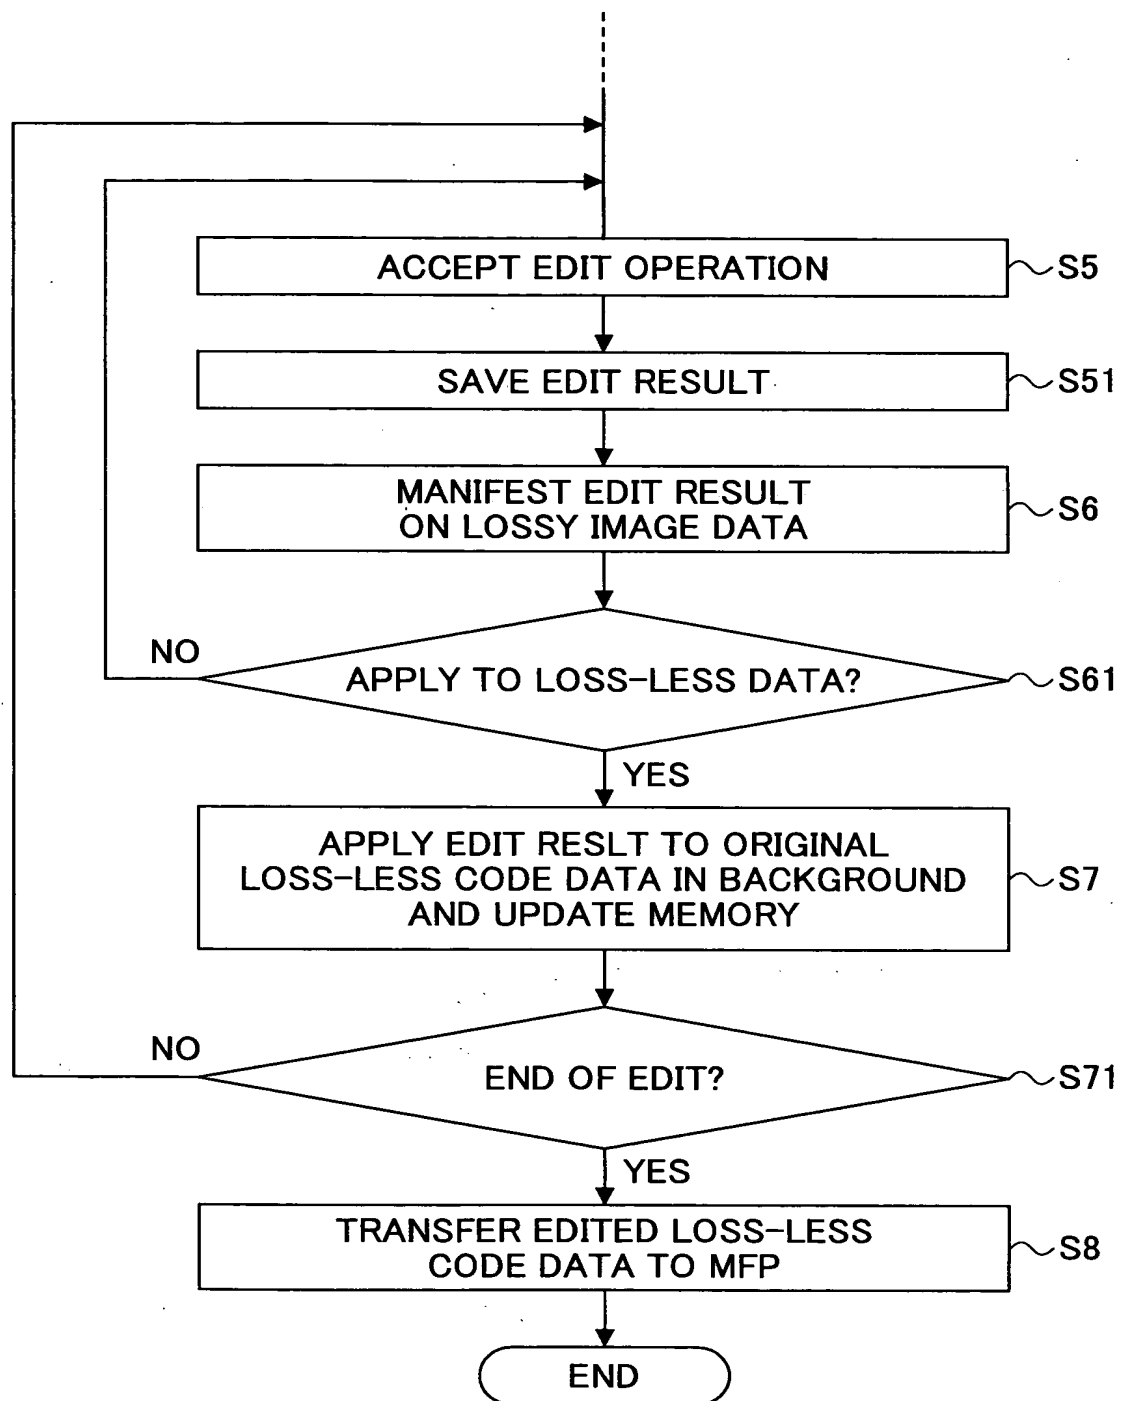 ACCEPT EDIT OPERATION
S5
SAVE EDIT RESULT
S51
MANIFEST EDIT RESULT
ON LOSSY IMAGE DATA
S6
NO
APPLY TO LOSS-LESS DATA?
S61
YES
APPLY EDIT RESLT TO ORIGINAL
LOSS-LESS CODE DATA IN BACKGROUND
AND UPDATE MEMORY
S7
NO
END OF EDIT?
S71
YES
TRANSFER EDITED LOSS-LESS
CODE DATA TO MFP
S8
END